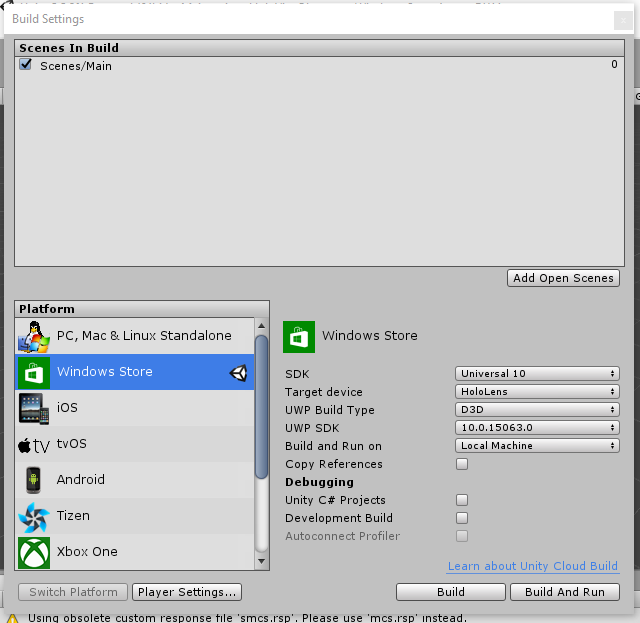 Build Settings
Scenes In Build
Scenes/Main 0
Add Open Scenes
Platform
PC, Mac & Linux Standalone
Windows Store
iOS
tv tvOS
Android
Tizen
Xbox One
Windows Store
SDK Universal 10
Target device HoloLens
UWP Build Type D3D
UWP SDK 10.0.15063.0
Build and Run on Local Machine
Copy References
Debugging
Unity C# Projects
Development Build
Autoconnect Profiler
Learn about Unity Cloud Build
Switch Platform Player Settings... Build Build And Run
Using obsolete custom response file 'smcs.rsp'. Please use 'mcs.rsp' instead.